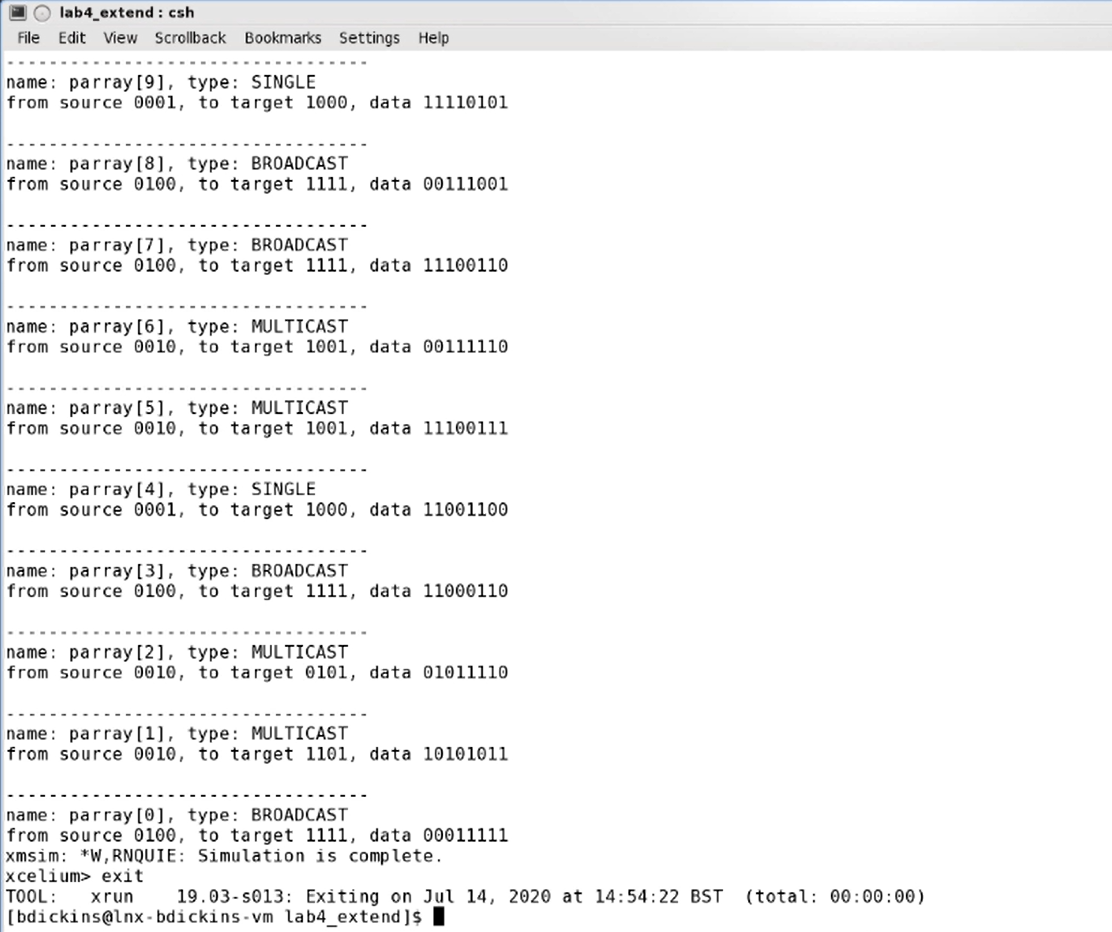 lab4_extend : csh
File Edit View Scrollback Bookmarks Settings Help
----------------------------------
name: parray[9], type: SINGLE
from source 0001, to target 1000, data 11110101
----------------------------------
name: parray[8], type: BROADCAST
from source 0100, to target 1111, data 00111001
----------------------------------
name: parray[7], type: BROADCAST
from source 0100, to target 1111, data 11100110
----------------------------------
name: parray[6], type: MULTICAST
from source 0010, to target 1001, data 00111110
----------------------------------
name: parray[5], type: MULTICAST
from source 0010, to target 1001, data 11100111
----------------------------------
name: parray[4], type: SINGLE
from source 0001, to target 1000, data 11001100
----------------------------------
name: parray[3], type: BROADCAST
from source 0100, to target 1111, data 11000110
----------------------------------
name: parray[2], type: MULTICAST
from source 0010, to target 0101, data 01011110
----------------------------------
name: parray[1], type: MULTICAST
from source 0010, to target 1101, data 10101011
----------------------------------
name: parray[0], type: BROADCAST
from source 0100, to target 1111, data 00011111
xmsim: *W,RNQUIE: Simulation is complete.
xcelium> exit
TOOL:   xrun    19.03-s013: Exiting on Jul 14, 2020 at 14:54:22 BST  (total: 00:00:00)
[bdickins@lnx-bdickins-vm lab4_extend]$